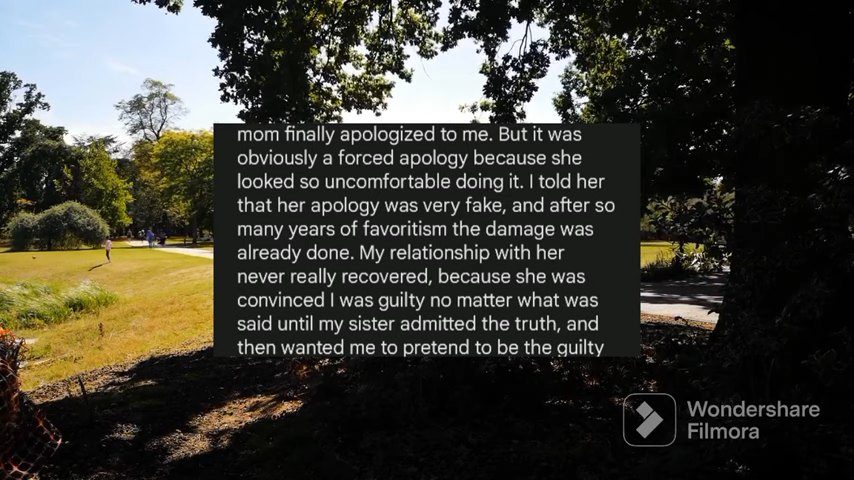 mom finally apologized to me. But it was
obviously a forced apology because she
looked so uncomfortable doing it. I told her
that her apology was very fake, and after so
many years of favoritism the damage was
already done. My relationship with her
never really recovered, because she was
convinced I was guilty no matter what was
said until my sister admitted the truth, and
then wanted me to pretend to be the guilty
Wondershare
Filmora